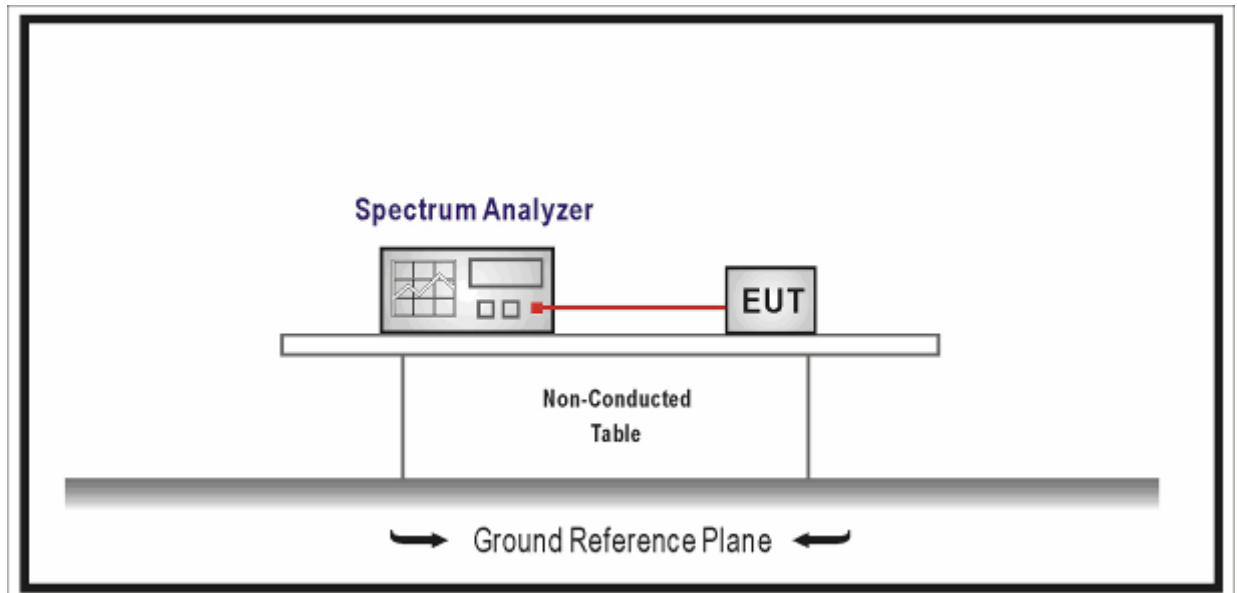 Spectrum Analyzer
EUT
Non-Conducted
Table
Ground Reference Plane